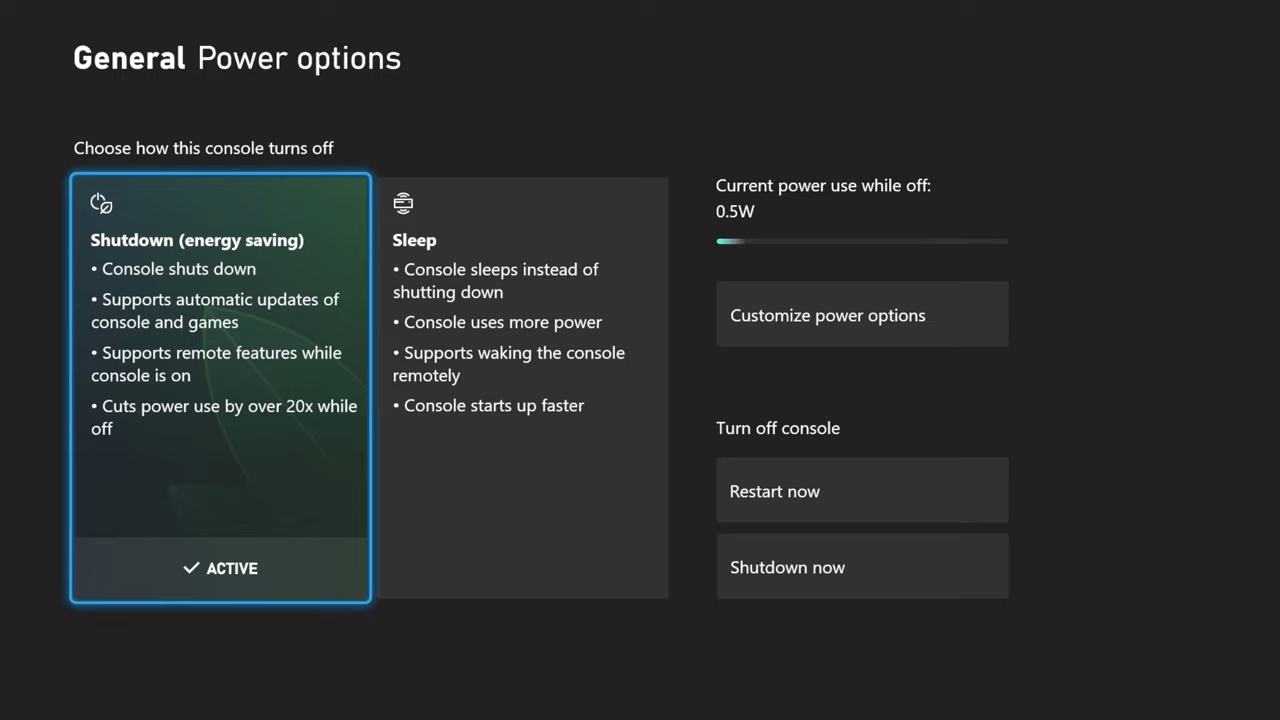 General Power options
Choose how this console turns off
Shutdown (energy saving)
• Console shuts down
• Supports automatic updates of
console and games
• Supports remote features while
console is on
• Cuts power use by over 20x while
off
ACTIVE
Sleep
• Console sleeps instead of
shutting down
• Console uses more power
• Supports waking the console
remotely
• Console starts up faster
Current power use while off:
0.5W
Customize power options
Turn off console
Restart now
Shutdown now